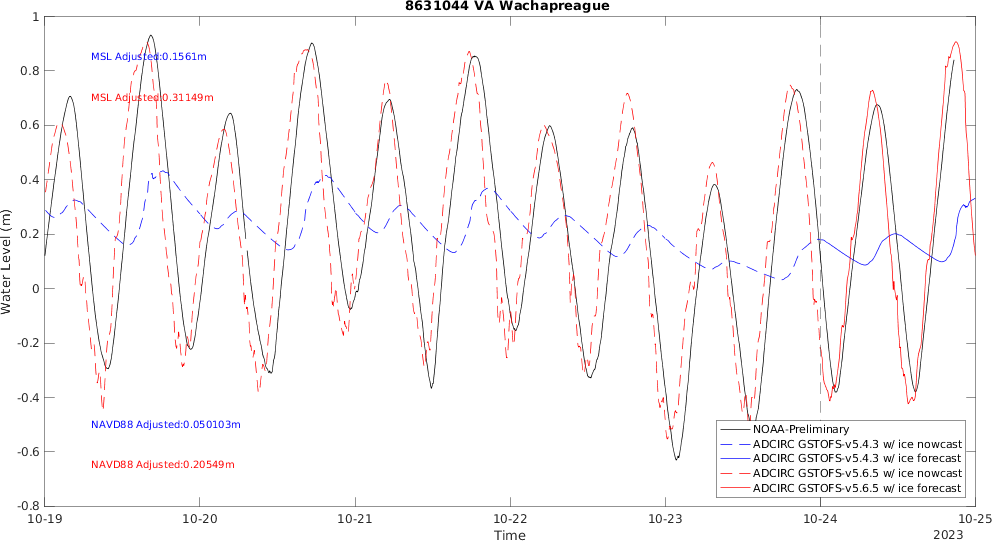 8631044 VA Wachapreague
1
0.8
0.6
0.4
0.2
0
-0.2
-0.4
-0.6
-0.8
Water Level (m)
MSL Adjusted:0.1561m
MSL Adjusted:0.31149m
NAVD88 Adjusted:0.050103m
NAVD88 Adjusted:0.20549m
NOAA-Preliminary
ADCIRC GSTOFS-v5.4.3 w/ ice nowcast
ADCIRC GSTOFS-v5.4.3 w/ ice forecast
ADCIRC GSTOFS-v5.6.5 w/ ice nowcast
ADCIRC GSTOFS-v5.6.5 w/ ice forecast
10-19 10-20 10-21 10-22 10-23 10-24 10-25
Time
2023